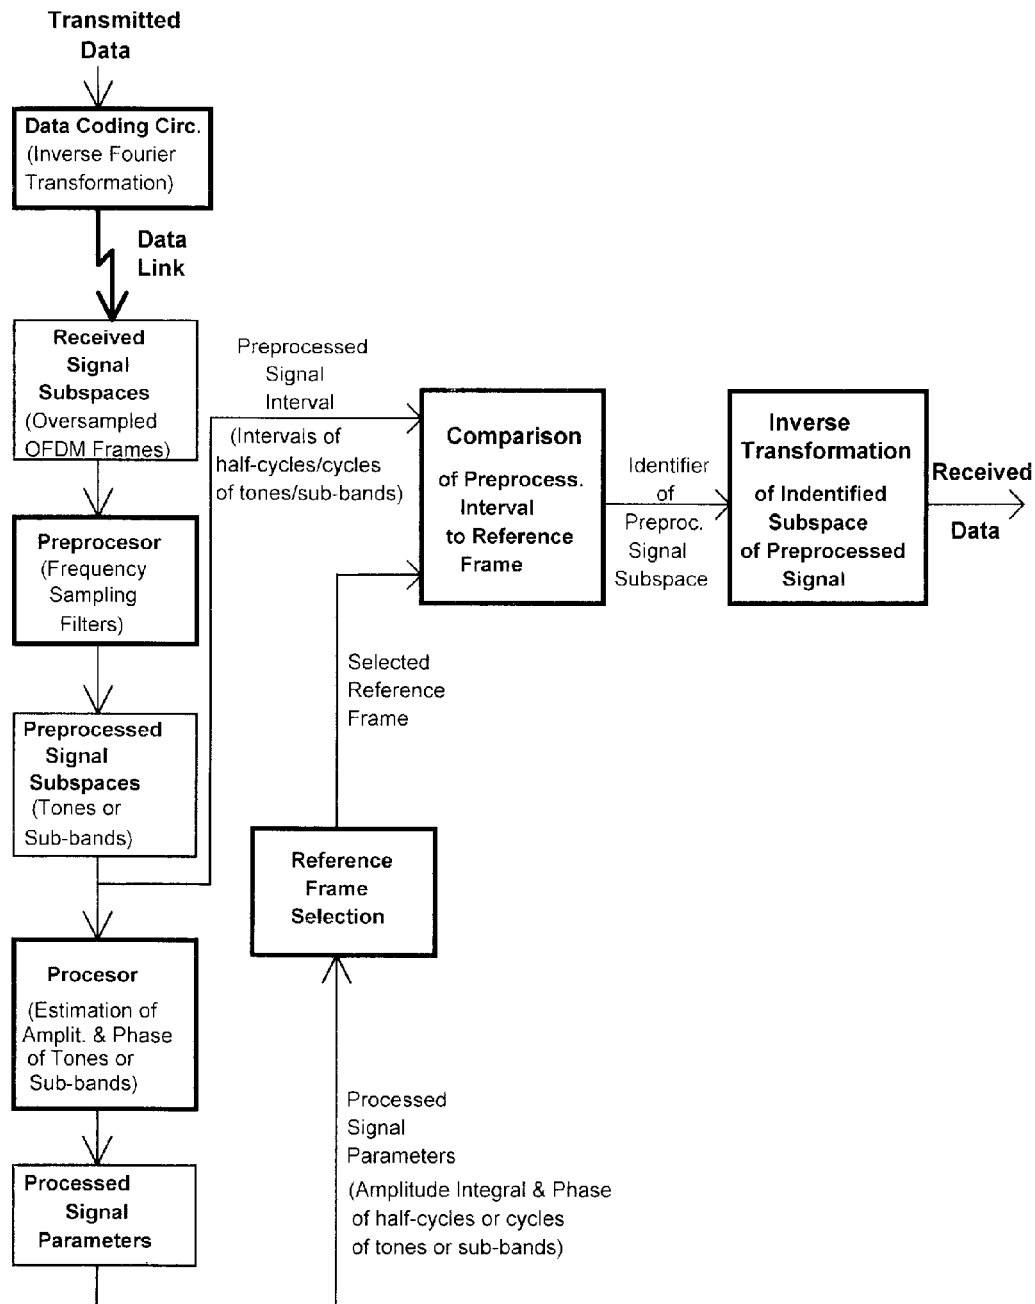 Transmitted
Data
Data Coding Circ.
(Inverse Fourier
Transformation)
Data
Link
Received
Signal
Subspaces
(Oversampled
OFDM Frames)
Preprocesor
(Frequency
Sampling
Filters)
Preprocessed
Signal
Subspaces
(Tones or
Sub-bands)
Procesor
(Estimation of
Amplit. & Phase
of Tones or
Sub-bands)
Processed
Signal
Parameters
Preprocessed
Signal
Interval
(Intervals of
half-cycles/cycles
of tones/sub-bands)
Comparison
of Preprocess.
Interval
to Reference
Frame
Identifier
of
Preproc.
Signal
Subspace
Inverse
Transformation
of Indentified
Subspace
of Preprocessed
Signal
Received
Data
Selected
Reference
Frame
Reference
Frame
Selection
Processed
Signal
Parameters
(Amplitude Integral & Phase
of half-cycles or cycles
of tones or sub-bands)